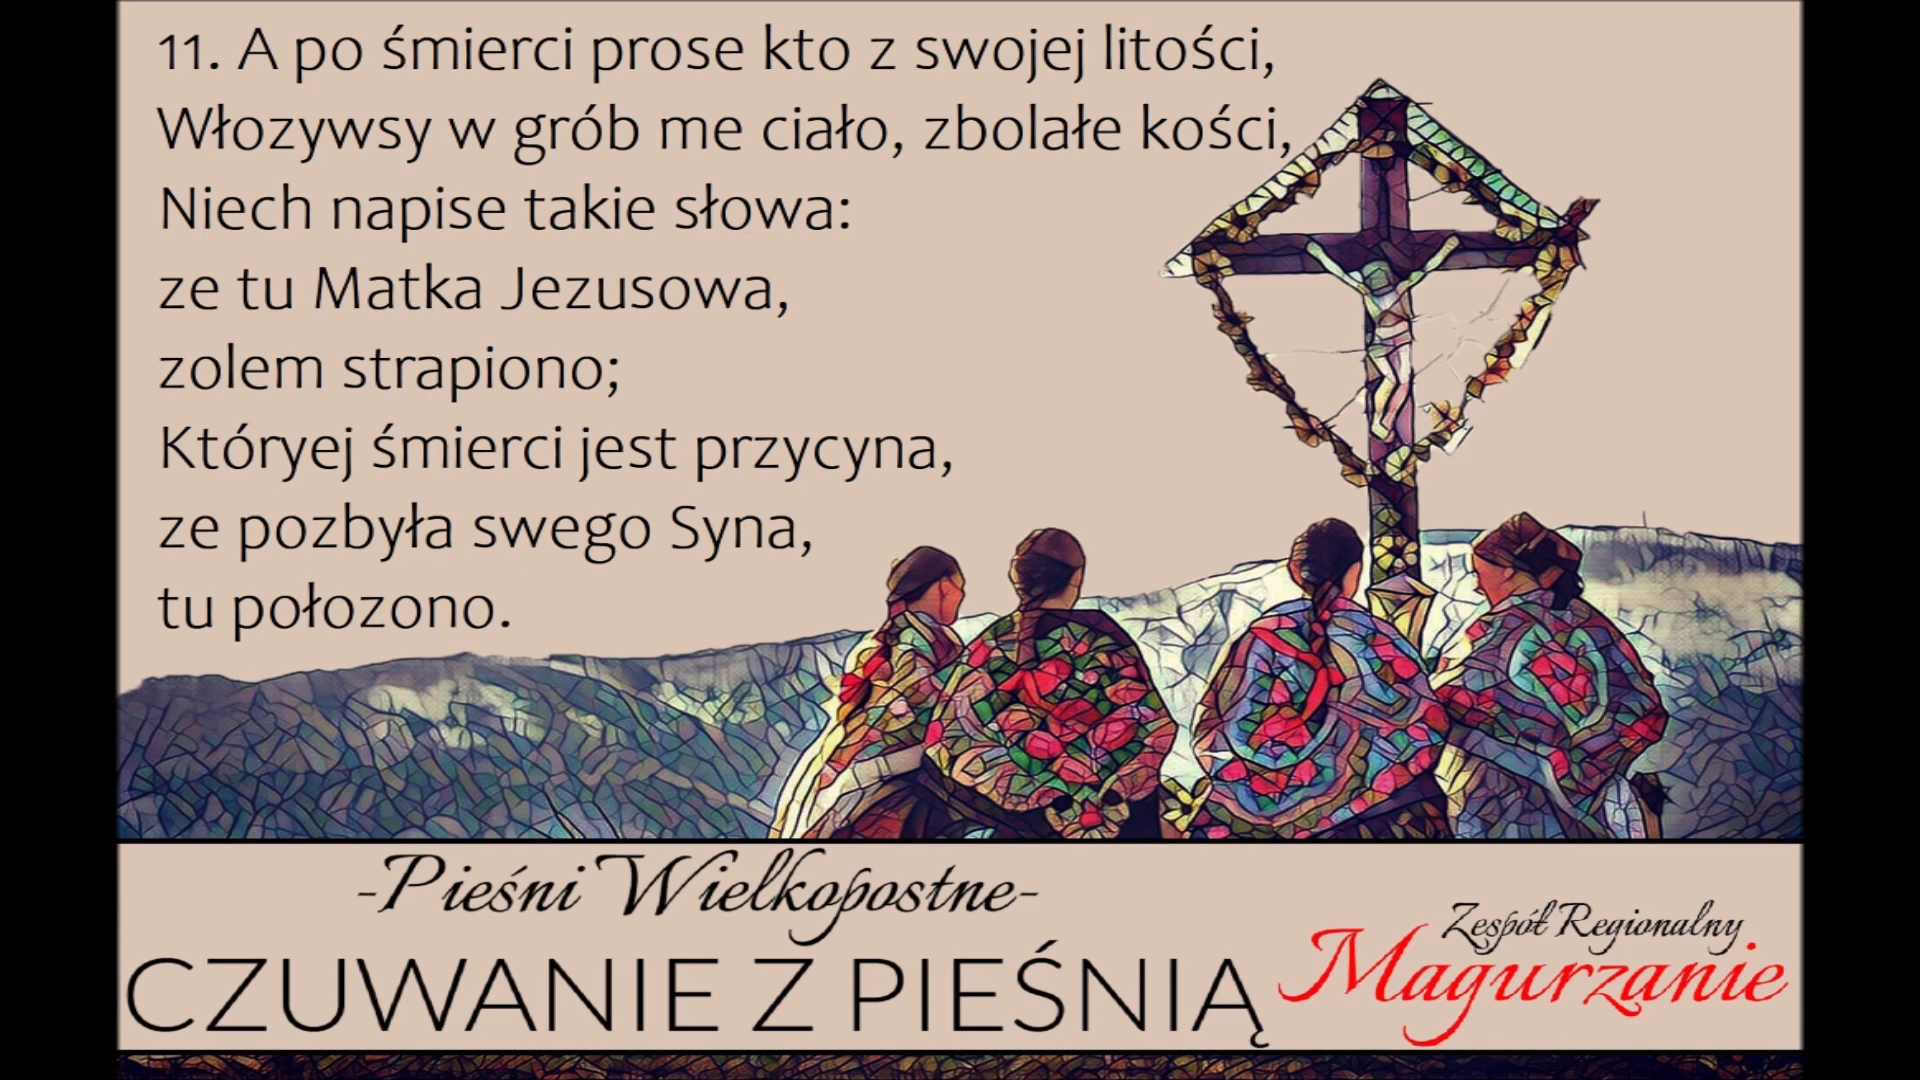 11. A po śmierci prose kto z swojej litości,
Włozywsy w grób me ciało, zbolałe kości,
Niech napise takie słowa:
ze tu Matka Jezusowa,
zolem strapiono;
Któryej śmierci jest przycyna,
ze pozbyła swego Syna,
tu połozono.
-Pieśni Wielkopostne-
CZUWANIE Z PIEŚNIĄ
Zespół Regionalny
Magurzanie